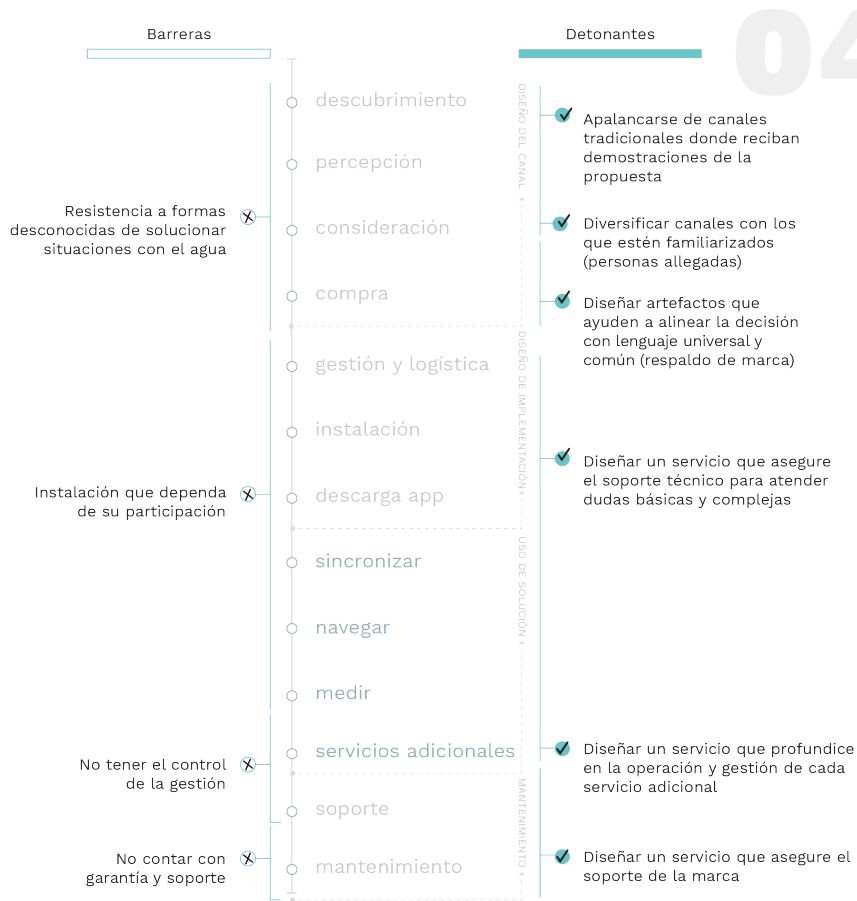 04
Barreras
Detonantes
Resistencia a formas
desconocidas de solucionar
situaciones con el agua
Instalación que dependa
de su participación
No tener el control
de la gestión
No contar con
garantía y soporte
descubrimiento
percepción
consideración
compra
gestión y logística
instalación
descarga app
sincronizar
navegar
medir
servicios adicionales
soporte
mantenimiento
DISEÑO DEL CANAL
DISEÑO DE IMPLEMENTACIÓN
USO DE SOLUCIÓN
MANTENIMIENTO
Apalancarse de canales
tradicionales donde reciban
demostraciones de la
propuesta
Diversificar canales con los
que estén familiarizados
(personas allegadas)
Diseñar artefactos que
ayuden a alinear la decisión
con lenguaje universal y
común (respaldo de marca)
Diseñar un servicio que asegure
el soporte técnico para atender
dudas básicas y complejas
Diseñar un servicio que profundice
en la operación y gestión de cada
servicio adicional
Diseñar un servicio que asegure el
soporte de la marca